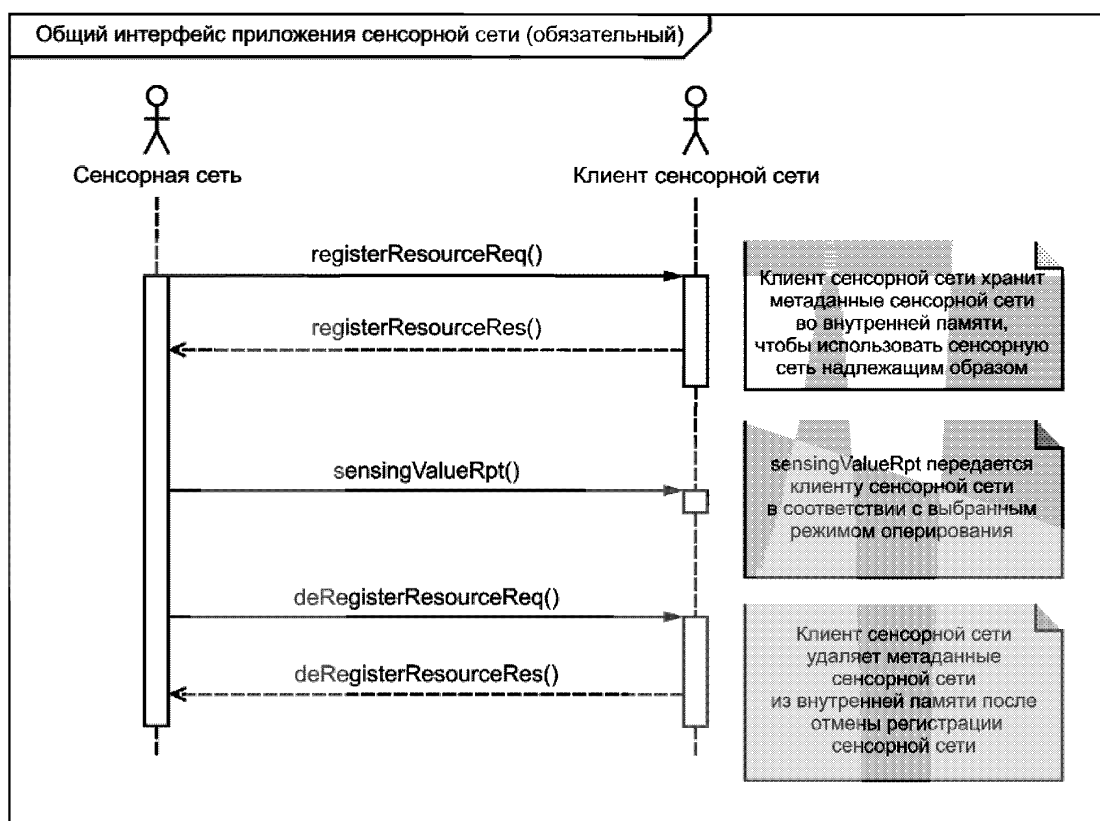 Общий интерфейс приложения сенсорной сети (обязательный)
Сенсорная сеть
Клиент сенсорной сети
registerResourceReq()
registerResourceRes()
Клиент сенсорной сети хранит
метаданные сенсорной сети
во внутренней памяти,
чтобы использовать сенсорную
сеть надлежащим образом
sensingValueRpt()
sensingValueRpt передается
клиенту сенсорной сети
в соответствии с выбранным
режимом оперирования
deRegisterResourceReq()
deRegisterResourceRes()
Клиент сенсорной сети
удаляет метаданные
сенсорной сети
из внутренней памяти после
отмены регистрации
сенсорной сети